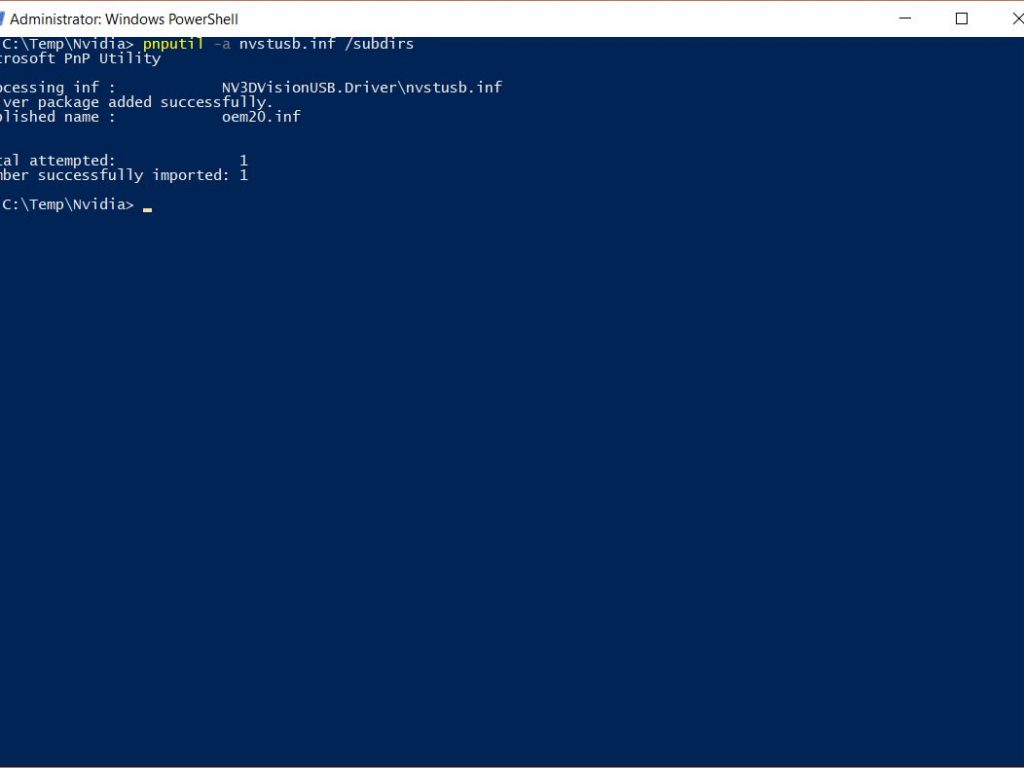 Administrator: Windows PowerShell
C:\Temp\Nvidia> pnputil -a nvstusb.inf /subdirs
crosoft PnP Utility
ocessing inf : NV3DVisionUSB.Driver\nvstusb.inf
iver package added successfully.
blished name : oem20.inf
tal attempted: 1
mber successfully imported: 1
C:\Temp\Nvidia>